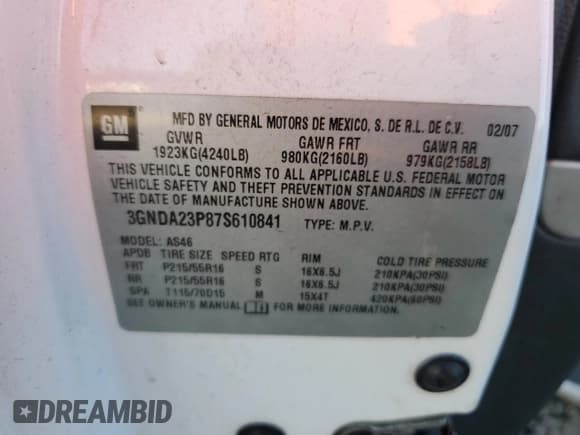 GM ®
MFD BY GENERAL MOTORS DE MEXICO, S. DE R.L. DE C.V. 02/07
GVWR GAWR FRT GAWR RR
1923KG(4240LB) 980KG(2160LB) 979KG(2158LB)
THIS VEHICLE CONFORMS TO ALL APPLICABLE U.S. FEDERAL MOTOR
VEHICLE SAFETY AND THEFT PREVENTION STANDARDS IN EFFECT ON
THE DATE OF MANUFACTURE SHOWN ABOVE.
3GNDA23P87S610841 TYPE: M.P.V.
MODEL: AS46
APDB TIRE SIZE SPEED RTG RIM COLD TIRE PRESSURE
FRT P215/55R16 S 16X6.5J 210KPA(30PSI)
RR P215/55R16 S 16X6.5J 210KPA(30PSI)
SPA T115/70D15 M 15X4T 420KPA(60PSI)
SEE OWNER'S MANUAL FOR MORE INFORMATION.
DREAMBID